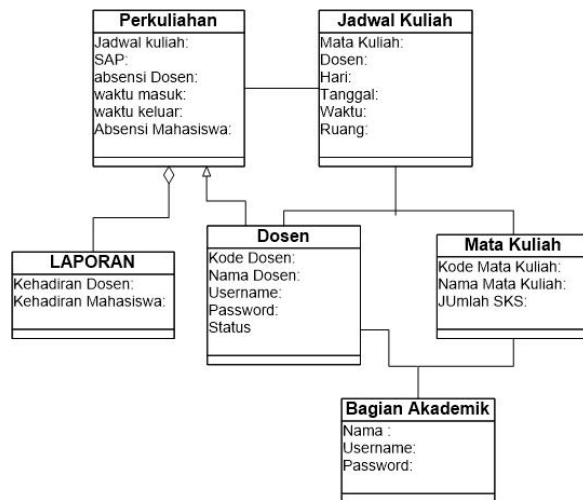 Perkuliahan
Jadwal kuliah:
SAP:
absensi Dosen:
waktu masuk:
waktu keluar:
Absensi Mahasiswa:
Jadwal Kuliah
Mata Kuliah:
Dosen:
Hari:
Tanggal:
Waktu:
Ruang:
LAPORAN
Kehadiran Dosen:
Kehadiran Mahasiswa:
Dosen
Kode Dosen:
Nama Dosen:
Username:
Password:
Status
Mata Kuliah
Kode Mata Kuliah:
Nama Mata Kuliah:
JUmlah SKS:
Bagian Akademik
Nama :
Username:
Password: